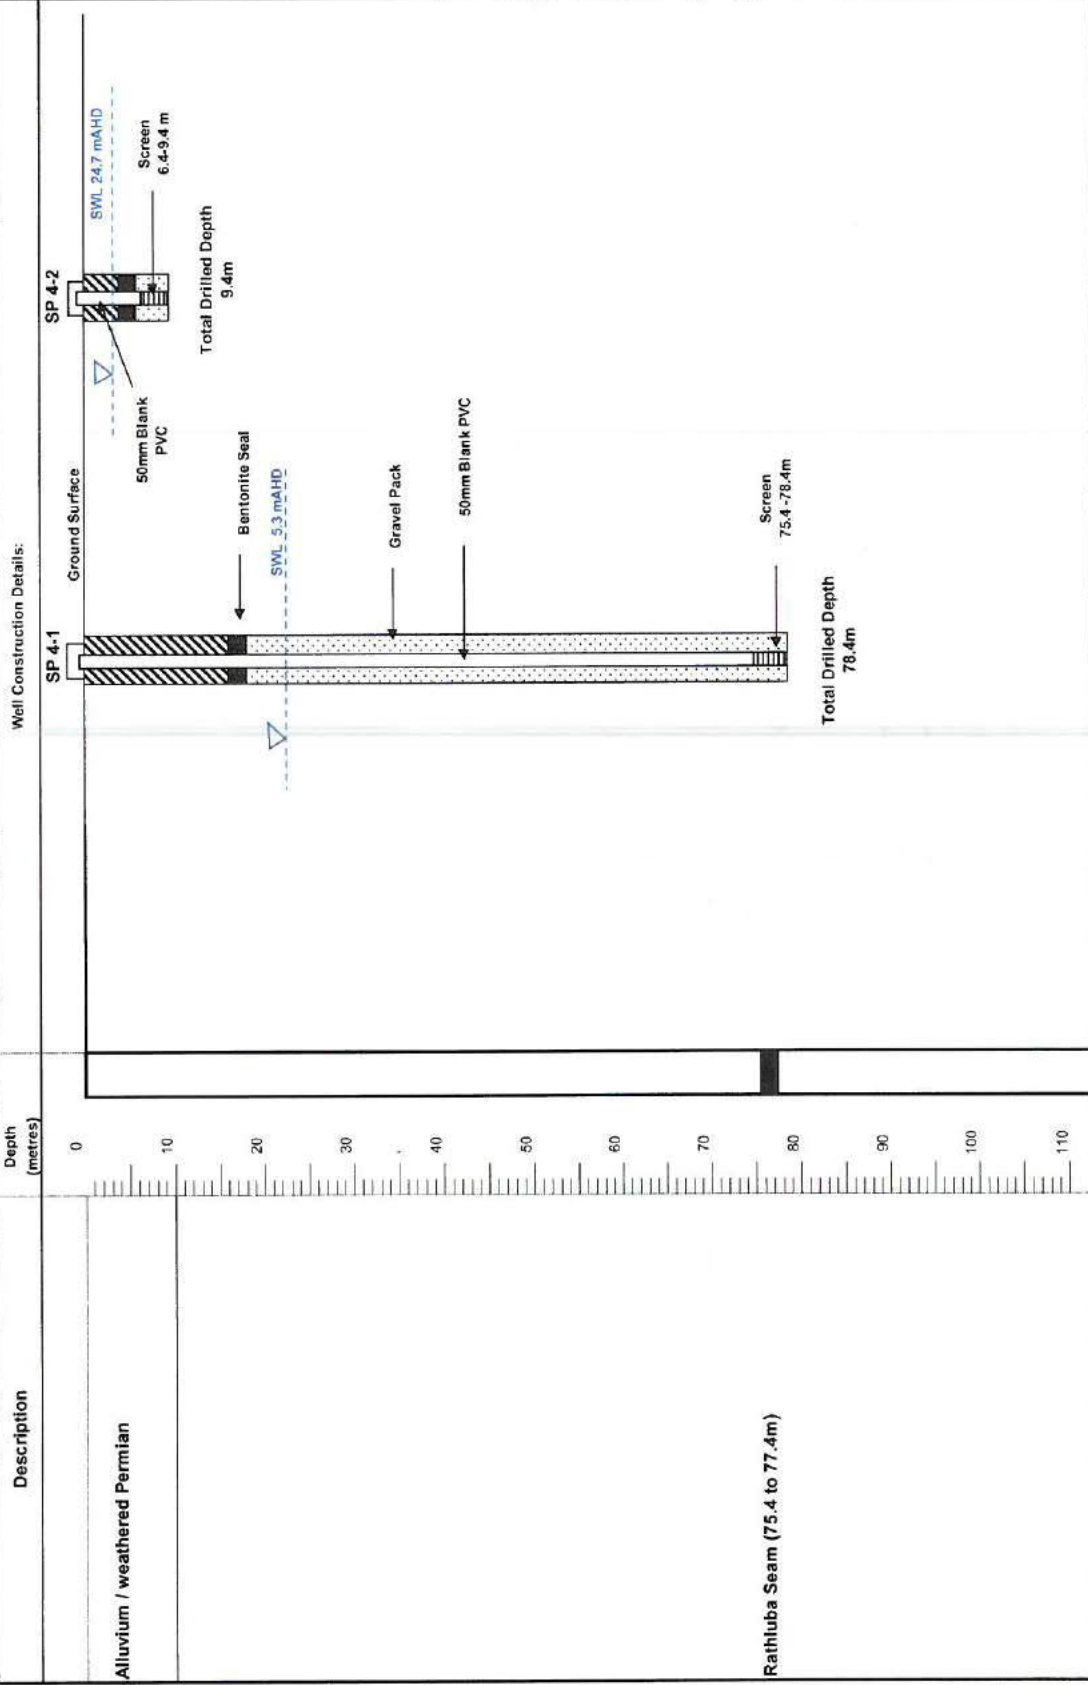 Description
Depth
(metres)
Well Construction Details:
SP 4-1
SP 4-2
Ground Surface
SWL 24.7 mAHD
50mm Blank
PVC
Screen
6.4-9.4 m
Total Drilled Depth
9.4m
Bentonite Seal
SWL 5.3 mAHD
Gravel Pack
50mm Blank PVC
Screen
75.4 -78.4m
Total Drilled Depth
78.4m
0
10
20
30
40
50
60
70
80
90
100
110
Alluvium / weathered Permian
Rathluba Seam (75.4 to 77.4m)